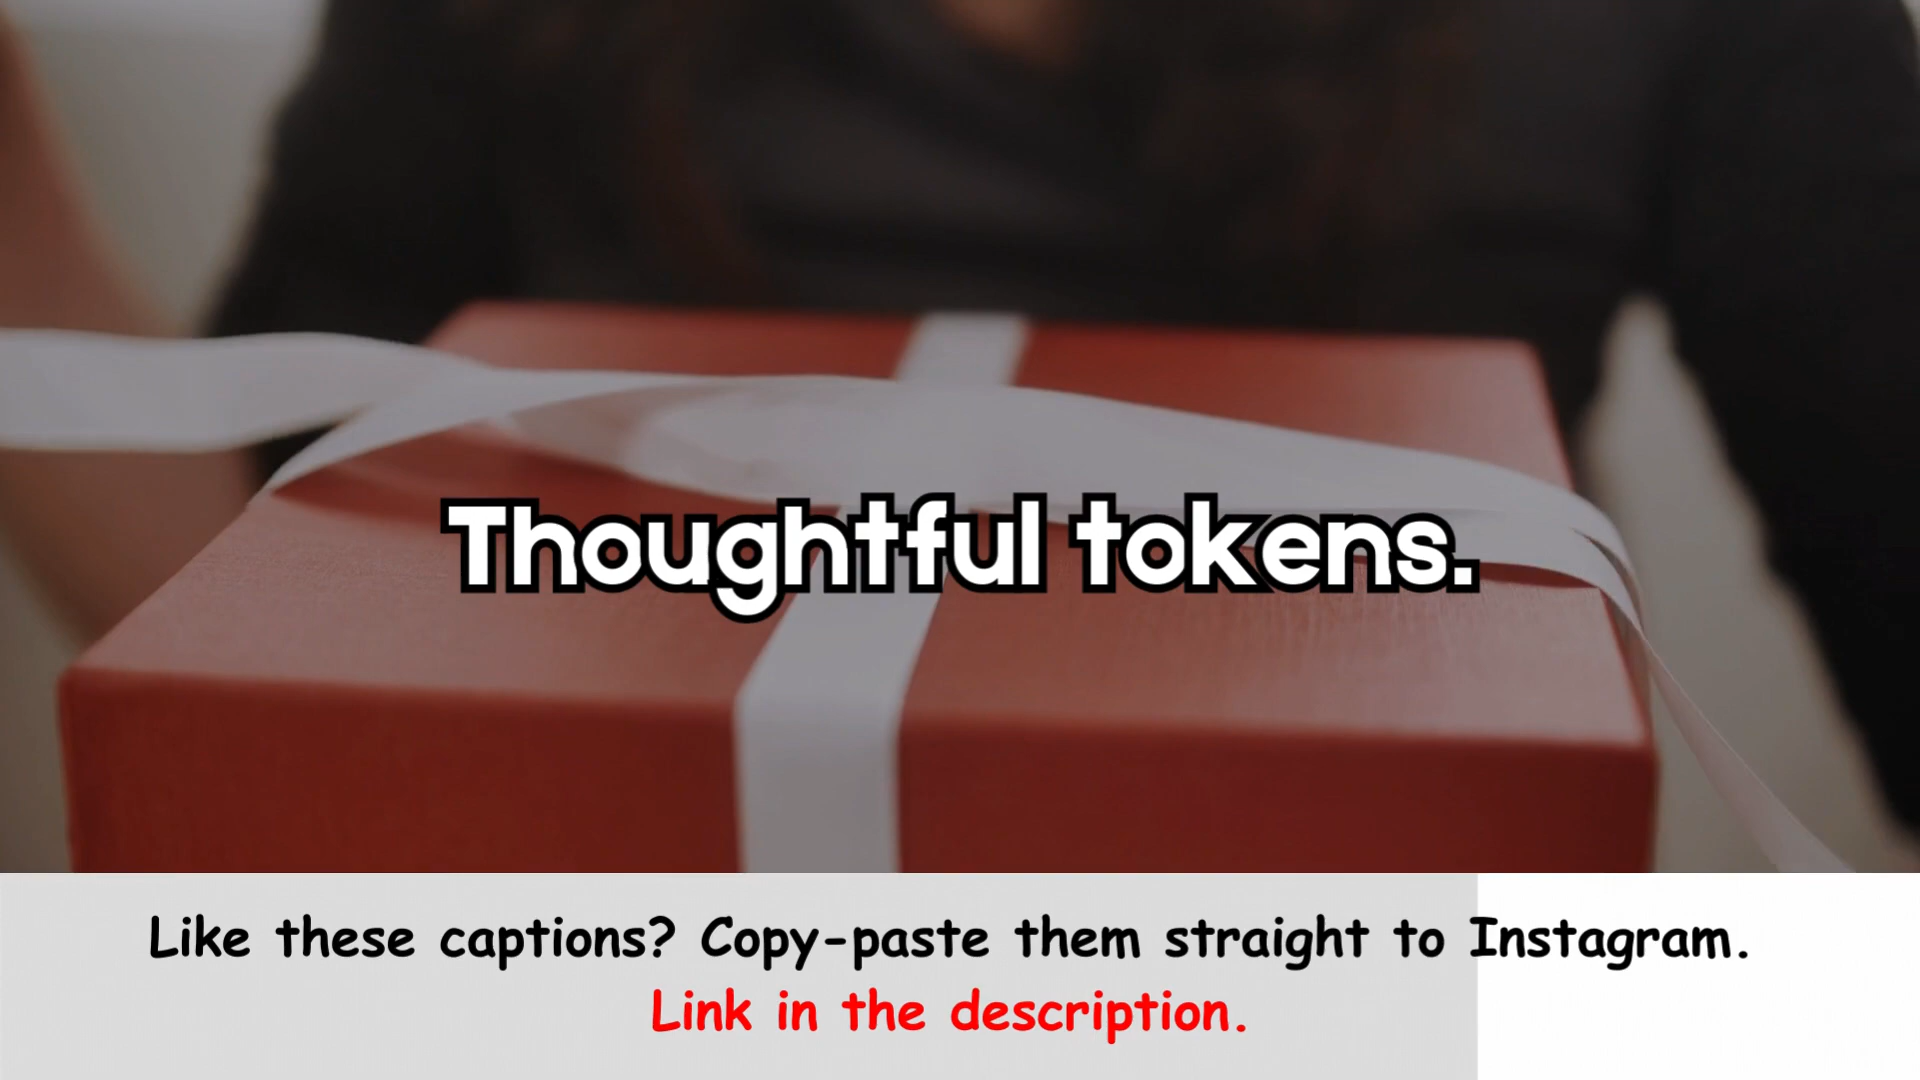 Thoughtful tokens.
Like these captions? Copy-paste them straight to Instagram.
Link in the description.